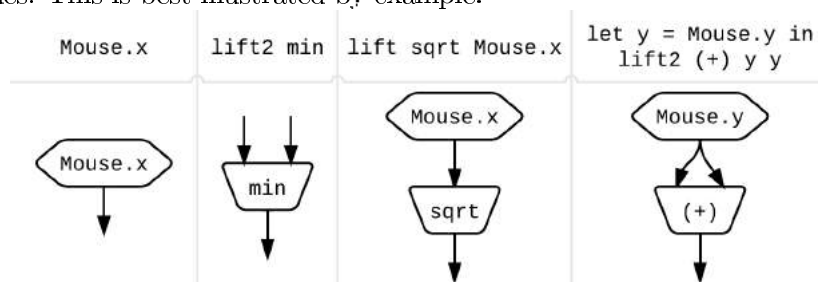 This is best illustrated by example.
Mouse.x
lift2 min
lift sqrt Mouse.x
let y = Mouse.y in
lift2 (+) y y
Mouse.x
min
Mouse.x
sqrt
Mouse.y
(+)